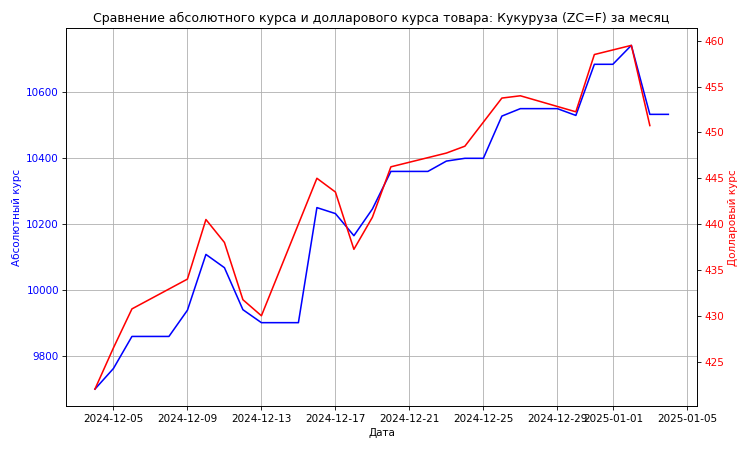 Сравнение абсолютного курса и долларового курса товара: Кукуруза (ZC=F) за месяц
Абсолютный курс
10600
10400
10200
10000
9800
460
455
450
445
440
435
430
425
Долларовый курс
2024-12-05 2024-12-09 2024-12-13 2024-12-17 2024-12-21 2024-12-25 2024-12-29 2025-01-01 2025-01-05
Дата